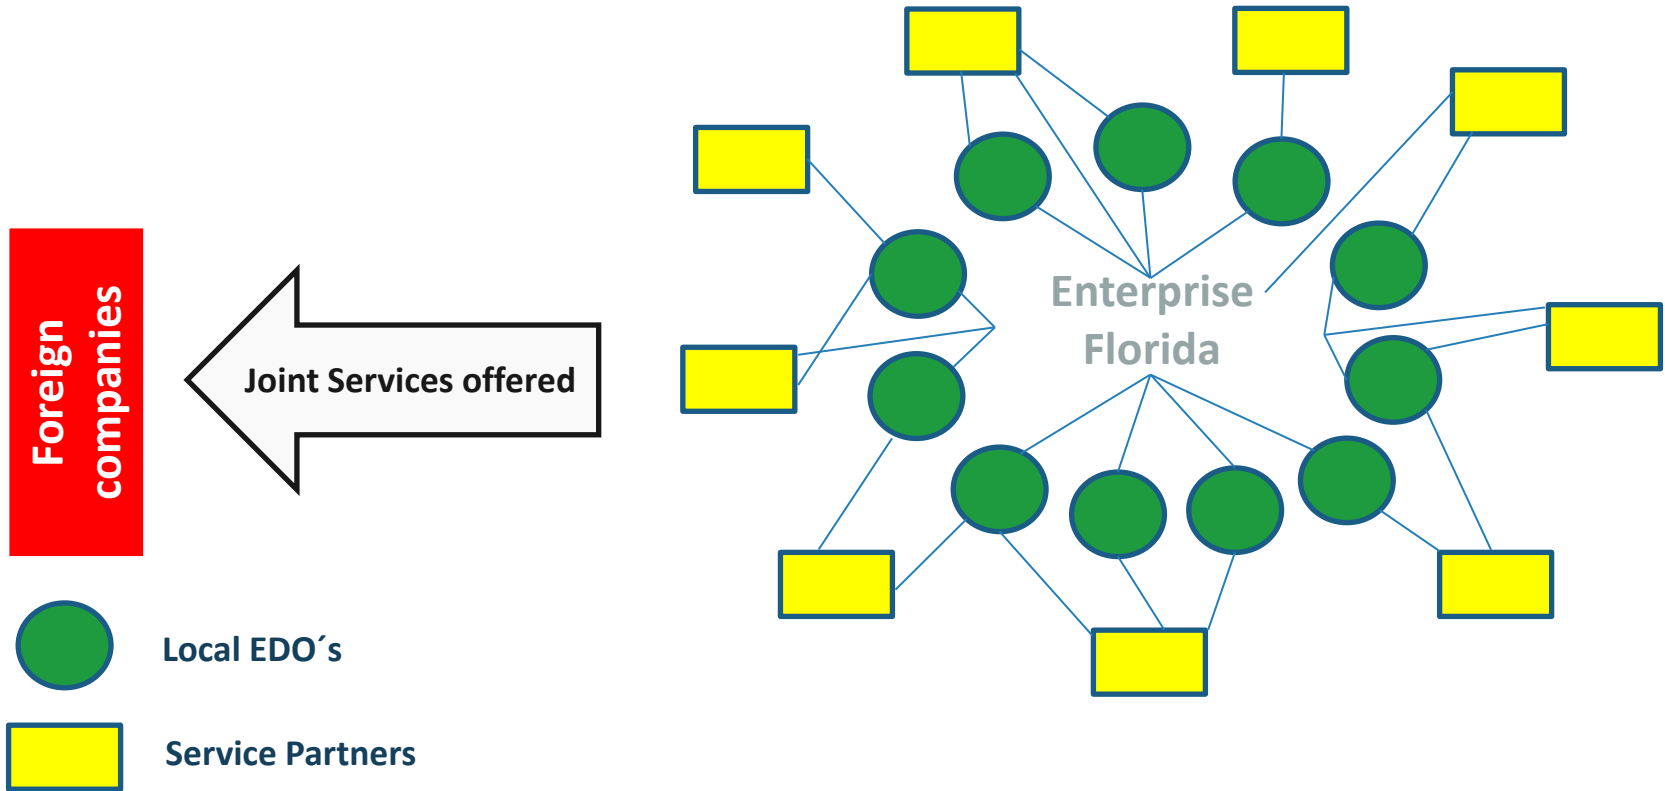 Foreign
companies
Joint Services offered
Enterprise
Florida
Local EDO´s
Service Partners